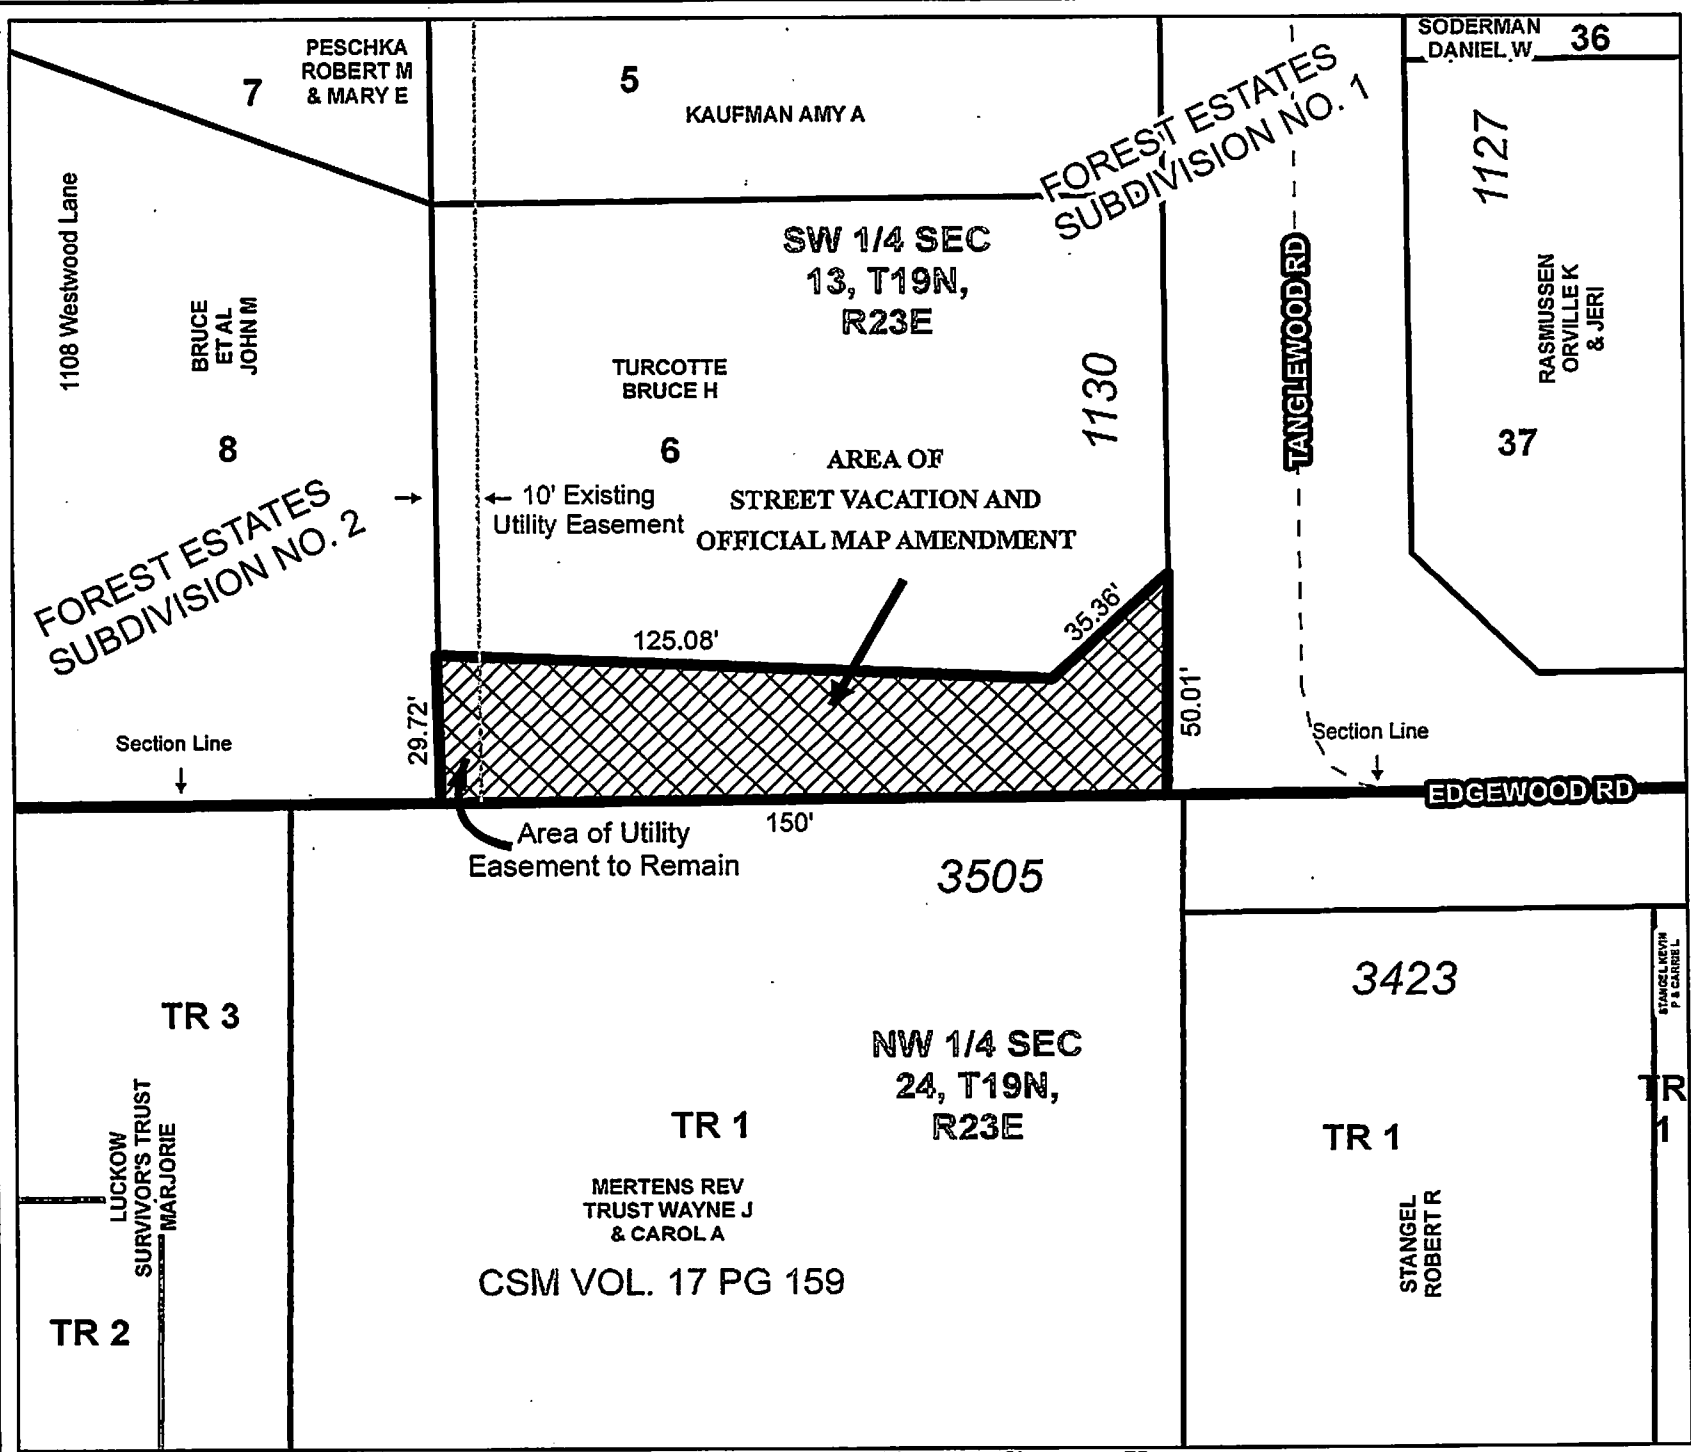 PESCHKA
ROBERT M
& MARY E
7
5
KAUFMAN AMY A
FOREST ESTATES
SUBDIVISION NO. 1
SODERMAN
DANIEL W
36
1127
1108 Westwood Lane
BRUCE
ET AL
JOHN M
8
SW 1/4 SEC
13, T19N,
R23E
TURCOTTE
BRUCE H
6
1130
TANGLEWOOD RD
RASMUSSEN
ORVILLE K
& JERI
37
10' Existing
Utility Easement
AREA OF
STREET VACATION AND
OFFICIAL MAP AMENDMENT
FOREST ESTATES
SUBDIVISION NO. 2
125.08'
35.36'
29.72'
50.01'
Section Line
Section Line
EDGEWOOD RD
150'
Area of Utility
Easement to Remain
3505
3423
STANGEL KEVIN
P & CARRIE L
TR 3
NW 1/4 SEC
24, T19N,
R23E
TR
1
TR 1
TR 1
LUCKOW
SURVIVOR'S TRUST
MARJORIE
MERTENS REV
TRUST WAYNE J
& CAROL A
STANGEL
ROBERT R
CSM VOL. 17 PG 159
TR 2